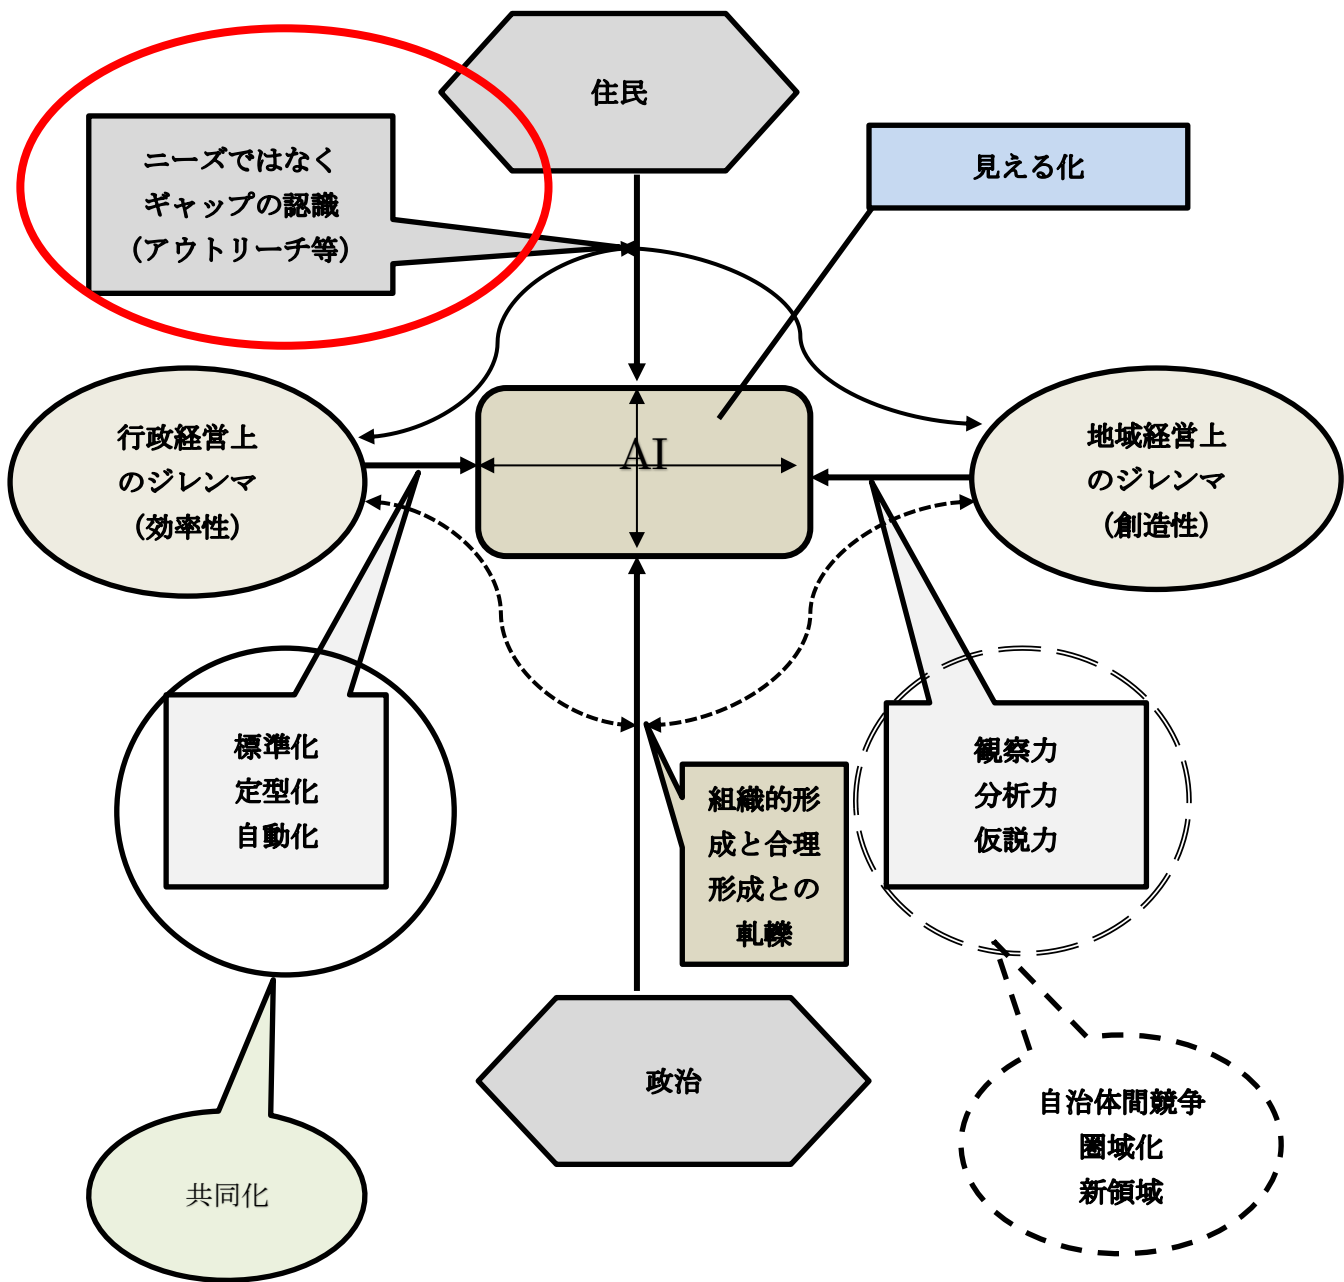 住民
ニーズではなく
ギャップの認識
（アウトリーチ等）
見える化
行政経営上
のジレンマ
（効率性）
AI
地域経営上
のジレンマ
（創造性）
標準化
定型化
自動化
組織的形
成と合理
形成との
軋轢
観察力
分析力
仮説力
政治
共同化
自治体間競争
圏域化
新領域